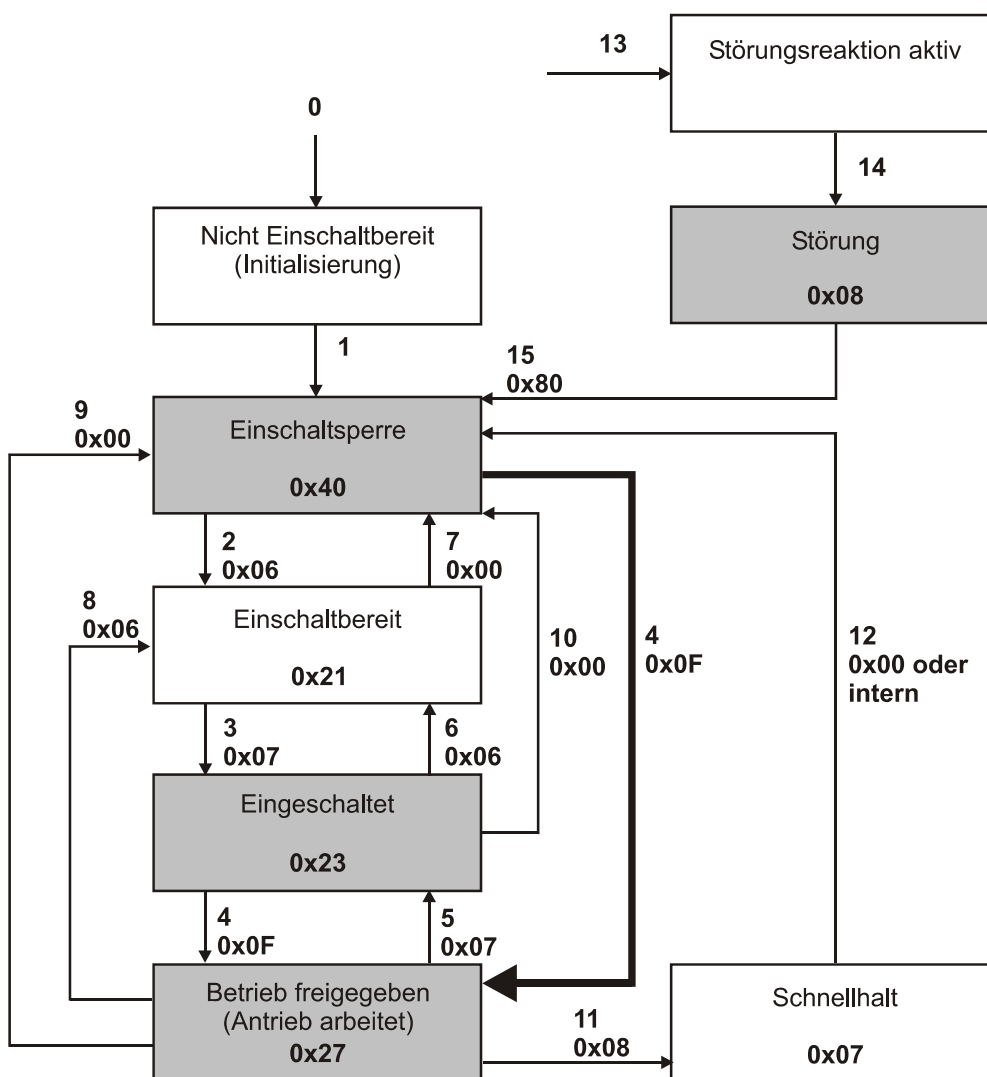 13
Störungsreaktion aktiv
0
14
Nicht Einschaltbereit
(Initialisierung)
Störung
0x08
1
15
0x80
9
0x00
Einschaltsperre
0x40
2
0x06
7
0x00
8
0x06
Einschaltbereit
0x21
10
0x00
4
0x0F
12
0x00 oder
intern
3
0x07
6
0x06
Eingeschaltet
0x23
4
0x0F
5
0x07
Betrieb freigegeben
(Antrieb arbeitet)
0x27
11
0x08
Schnellhalt
0x07